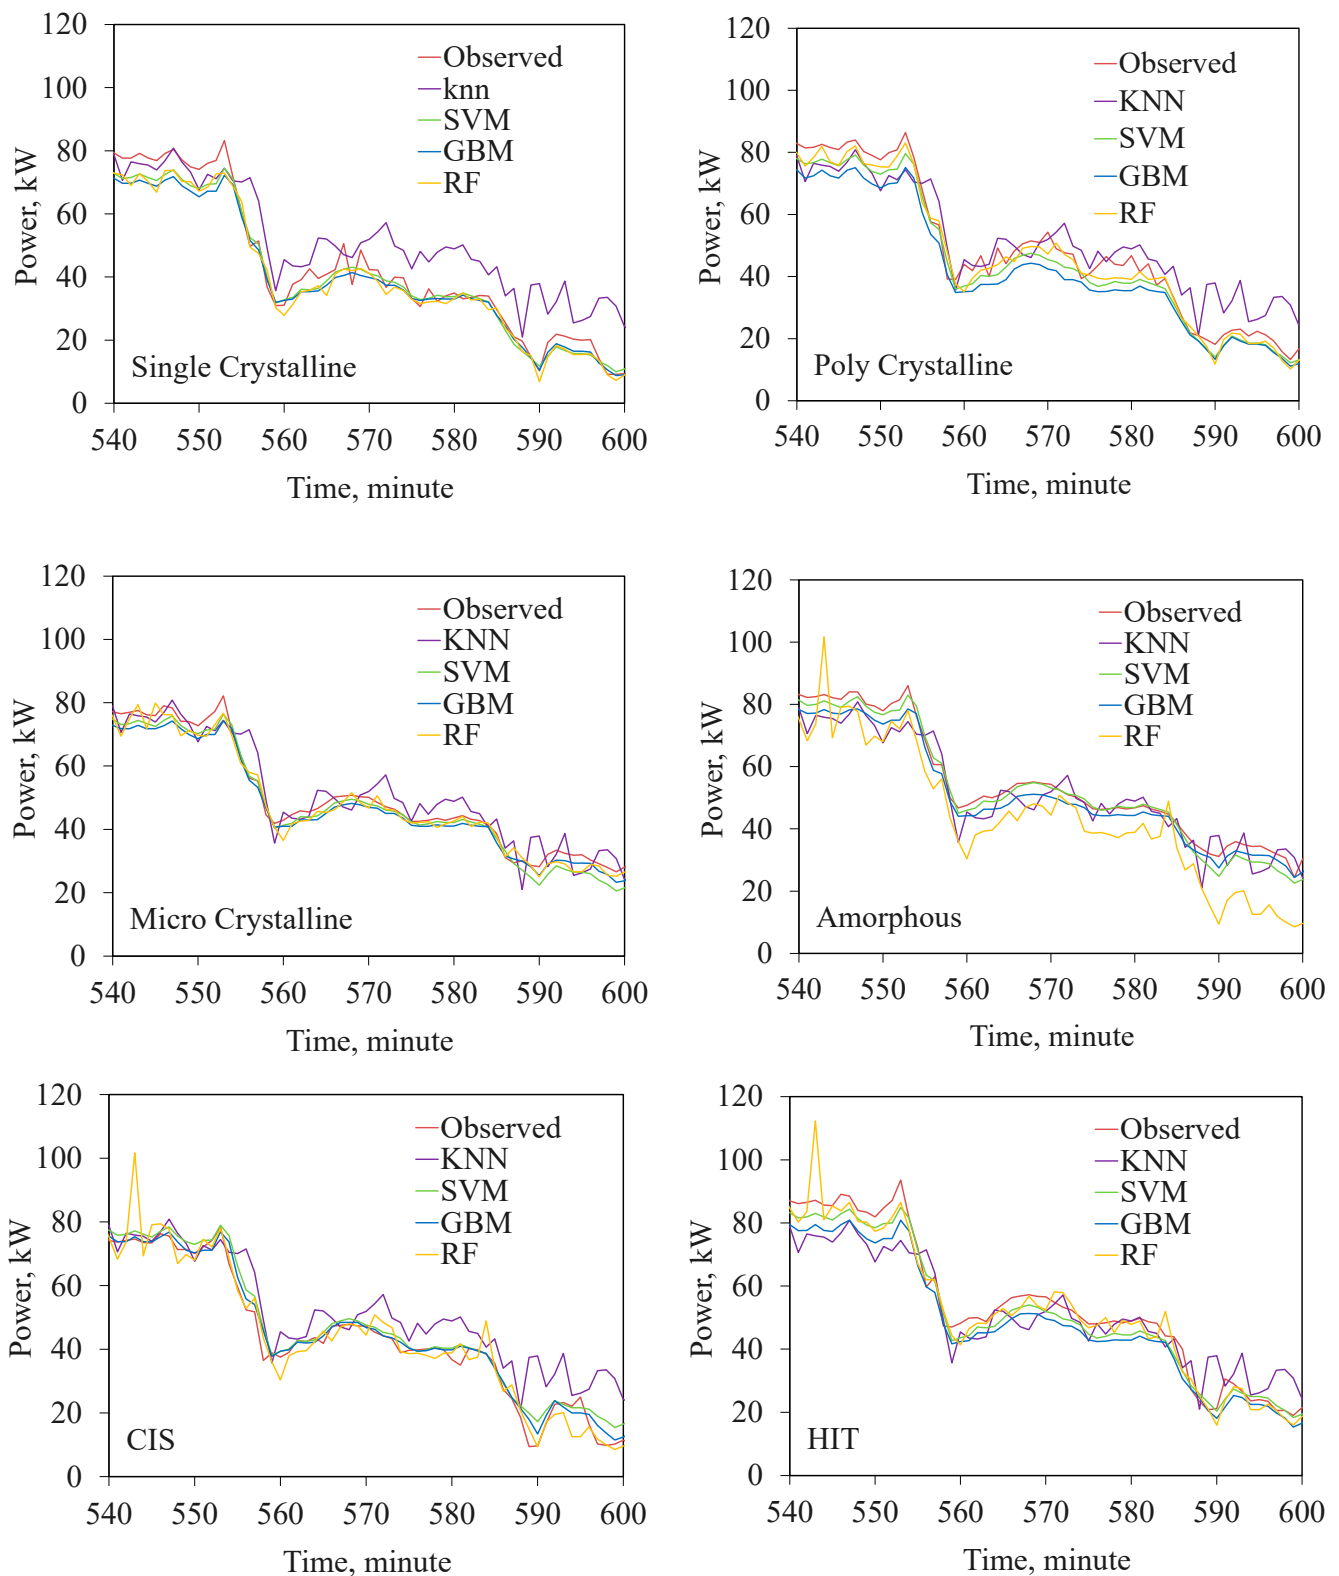 120
100
80
60
40
20
0
Power, kW
Observed
knn
SVM
GBM
RF
Single Crystalline
540 550 560 570 580 590 600
Time, minute
120
100
80
60
40
20
0
Power, kW
Observed
KNN
SVM
GBM
RF
Poly Crystalline
540 550 560 570 580 590 600
Time, minute
120
100
80
60
40
20
0
Power, kW
Observed
KNN
SVM
GBM
RF
Micro Crystalline
540 550 560 570 580 590 600
Time, minute
120
100
80
60
40
20
0
Power, kW
Observed
KNN
SVM
GBM
RF
Amorphous
540 550 560 570 580 590 600
Time, minute
120
100
80
60
40
20
0
Power, kW
Observed
KNN
SVM
GBM
RF
CIS
540 550 560 570 580 590 600
Time, minute
120
100
80
60
40
20
0
Power, kW
Observed
KNN
SVM
GBM
RF
HIT
540 550 560 570 580 590 600
Time, minute